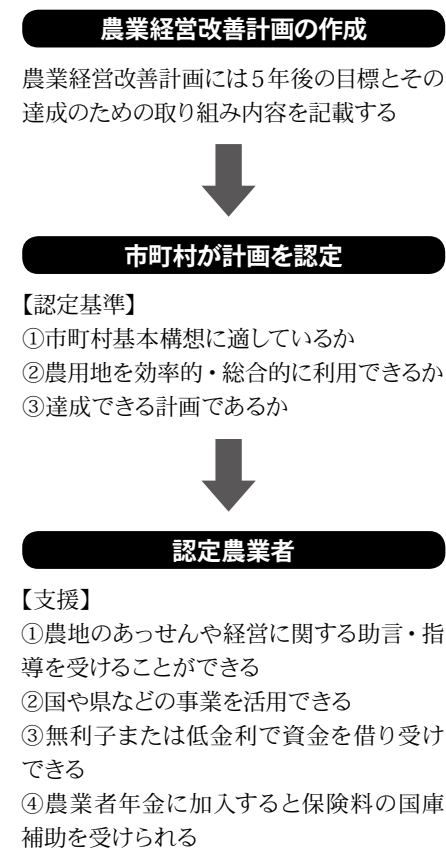 農業経営改善計画の作成
農業経営改善計画には5年後の目標とその
達成のための取り組み内容を記載する
市町村が計画を認定
【認定基準】
①市町村基本構想に適しているか
②農用地を効率的・総合的に利用できるか
③達成できる計画であるか
認定農業者
【支援】
①農地のあっせんや経営に関する助言・指
導を受けることができる
②国や県などの事業を活用できる
③無利子または低金利で資金を借り受け
できる
④農業者年金に加入すると保険料の国庫
補助を受けられる